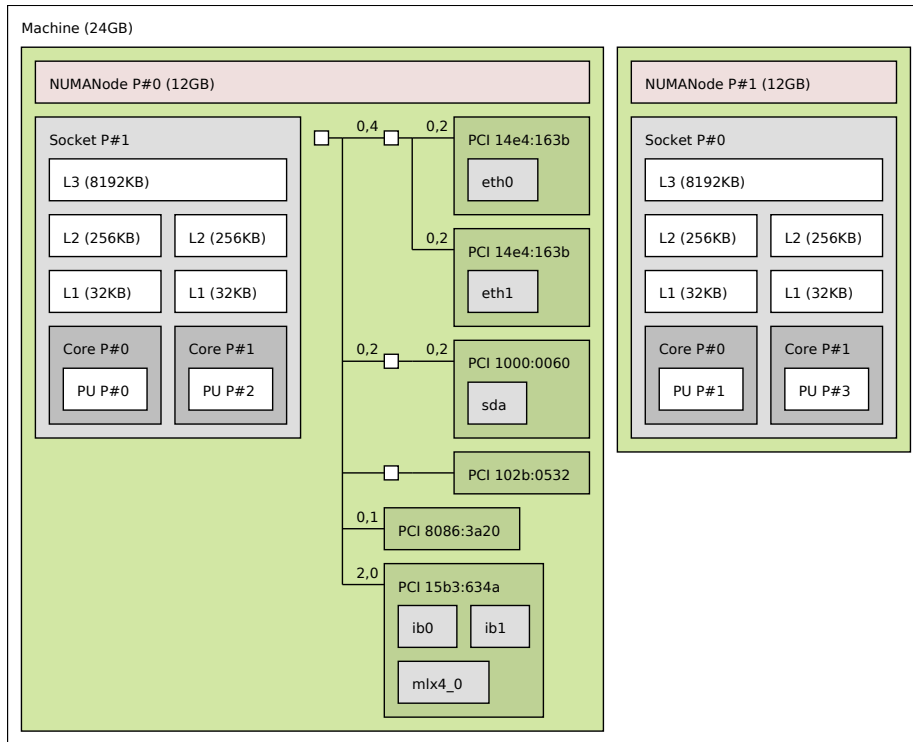 Machine (24GB)
NUMANode P#0 (12GB)
Socket P#1
L3 (8192KB)
L2 (256KB) L2 (256KB)
L1 (32KB) L1 (32KB)
Core P#0 Core P#1
PU P#0 PU P#2
0,4 0,2 PCI 14e4:163b
eth0
0,2 PCI 14e4:163b
eth1
0,2 0,2 PCI 1000:0060
sda
PCI 102b:0532
0,1 PCI 8086:3a20
2,0 PCI 15b3:634a
ib0 ib1
mlx4_0
NUMANode P#1 (12GB)
Socket P#0
L3 (8192KB)
L2 (256KB) L2 (256KB)
L1 (32KB) L1 (32KB)
Core P#0 Core P#1
PU P#1 PU P#3